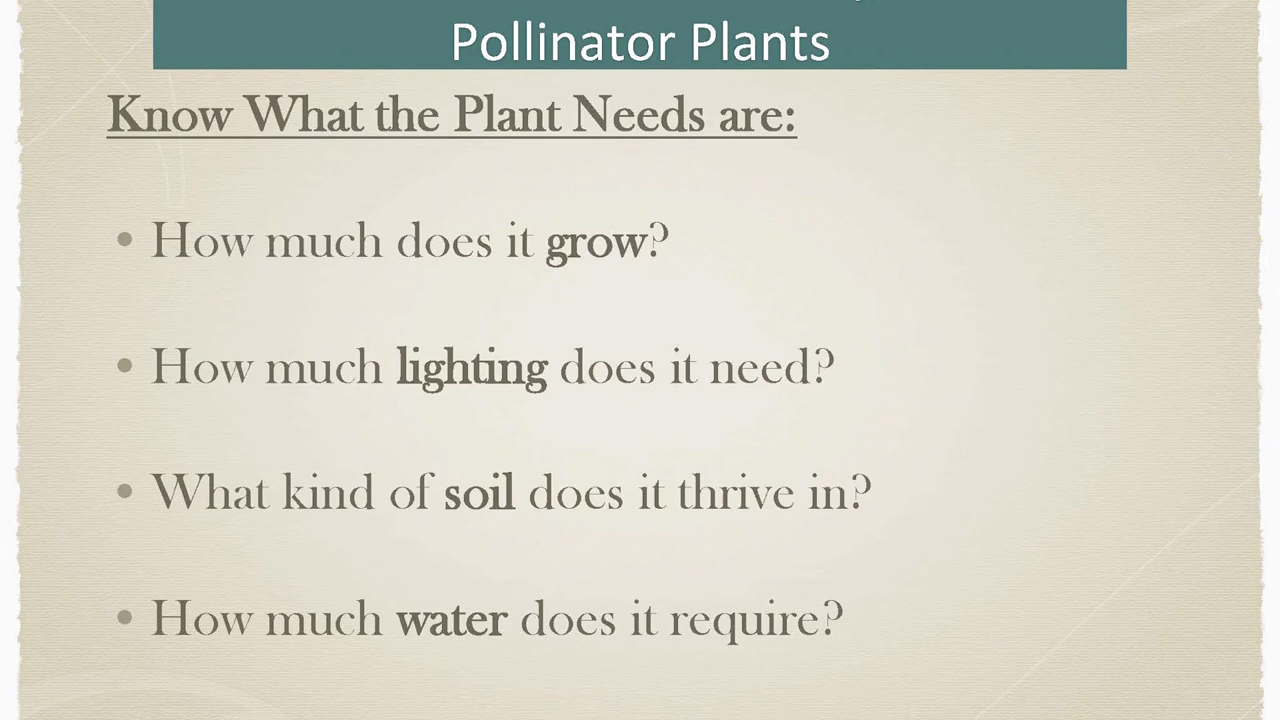 Pollinator Plants
Know What the Plant Needs are:
• How much does it grow?
• How much lighting does it need?
• What kind of soil does it thrive in?
• How much water does it require?